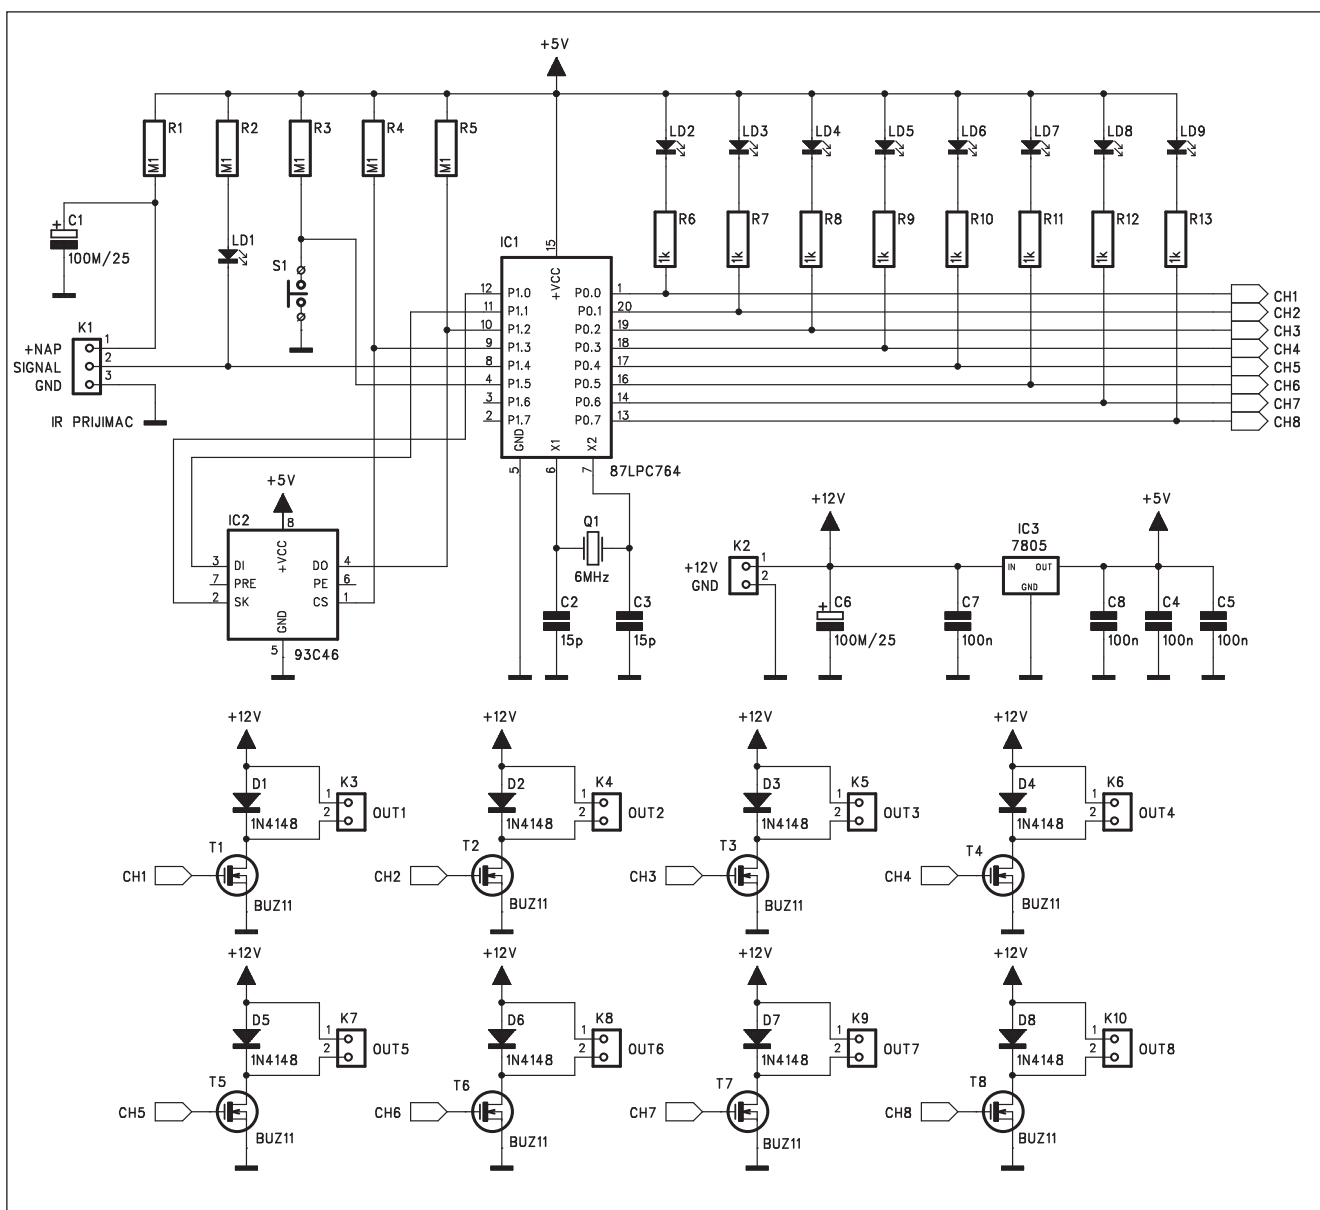 +5V
R1 R2 R3 R4 R5 LD2 LD3 LD4 LD5 LD6 LD7 LD8 LD9
M1 M1 M1 M1 M1
C1
100M/25
LD1
S1
R6 R7 R8 R9 R10 R11 R12 R13
1k 1k 1k 1k 1k 1k 1k 1k
IC1
15
+VCC
12 P1.0 P0.0 1 CH1
11 P1.1 P0.1 20 CH2
10 P1.2 P0.2 19 CH3
9 P1.3 P0.3 18 CH4
8 P1.4 P0.4 17 CH5
4 P1.5 P0.5 16 CH6
3 P1.6 P0.6 14 CH7
2 P1.7 P0.7 13 CH8
GND X1 X2
5 6 7
87LPC764
K1
+NAP 1
SIGNAL 2
GND 3
IR PRIJIMAC
+5V
IC2
8
+VCC
3 DI DO 4
7 PRE PE 6
2 SK CS 1
GND
5
93C46
Q1
6MHz
C2 C3
15p 15p
+12V
K2
+12V 1
GND 2
IC3
7805
IN OUT
GND
+5V
C6 C7 C8 C4 C5
100M/25 100n 100n 100n 100n
+12V +12V +12V +12V
D1 K3 D2 K4 D3 K5 D4 K6
1 1 1 1
2 OUT1 2 OUT2 2 OUT3 2 OUT4
1N4148 1N4148 1N4148 1N4148
T1 T2 T3 T4
CH1 CH2 CH3 CH4
BUZ11 BUZ11 BUZ11 BUZ11
+12V +12V +12V +12V
D5 K7 D6 K8 D7 K9 D8 K10
1 1 1 1
2 OUT5 2 OUT6 2 OUT7 2 OUT8
1N4148 1N4148 1N4148 1N4148
T5 T6 T7 T8
CH5 CH6 CH7 CH8
BUZ11 BUZ11 BUZ11 BUZ11